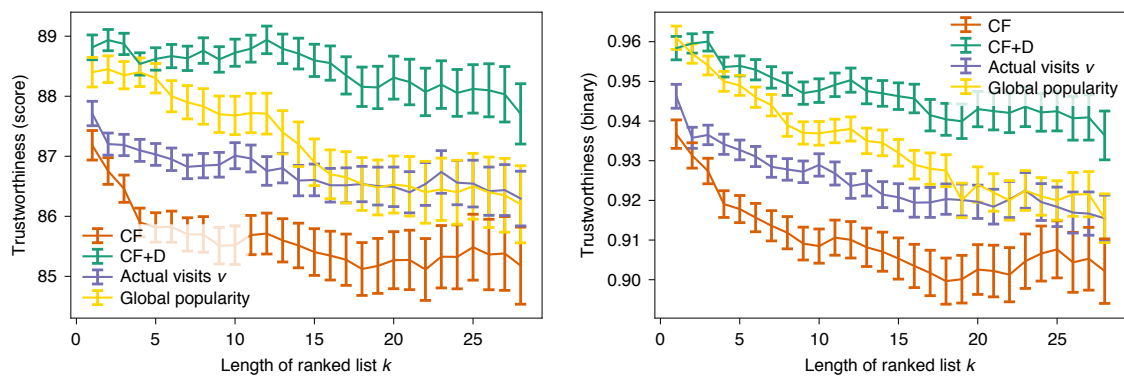 89
88
87
86
85
Trustworthiness (score)
CF
CF+D
Actual visits v
Global popularity
0 5 10 15 20 25 30
Length of ranked list k
0.96
0.95
0.94
0.93
0.92
0.91
0.90
Trustworthiness (binary)
CF
CF+D
Actual visits v
Global popularity
0 5 10 15 20 25 30
Length of ranked list k